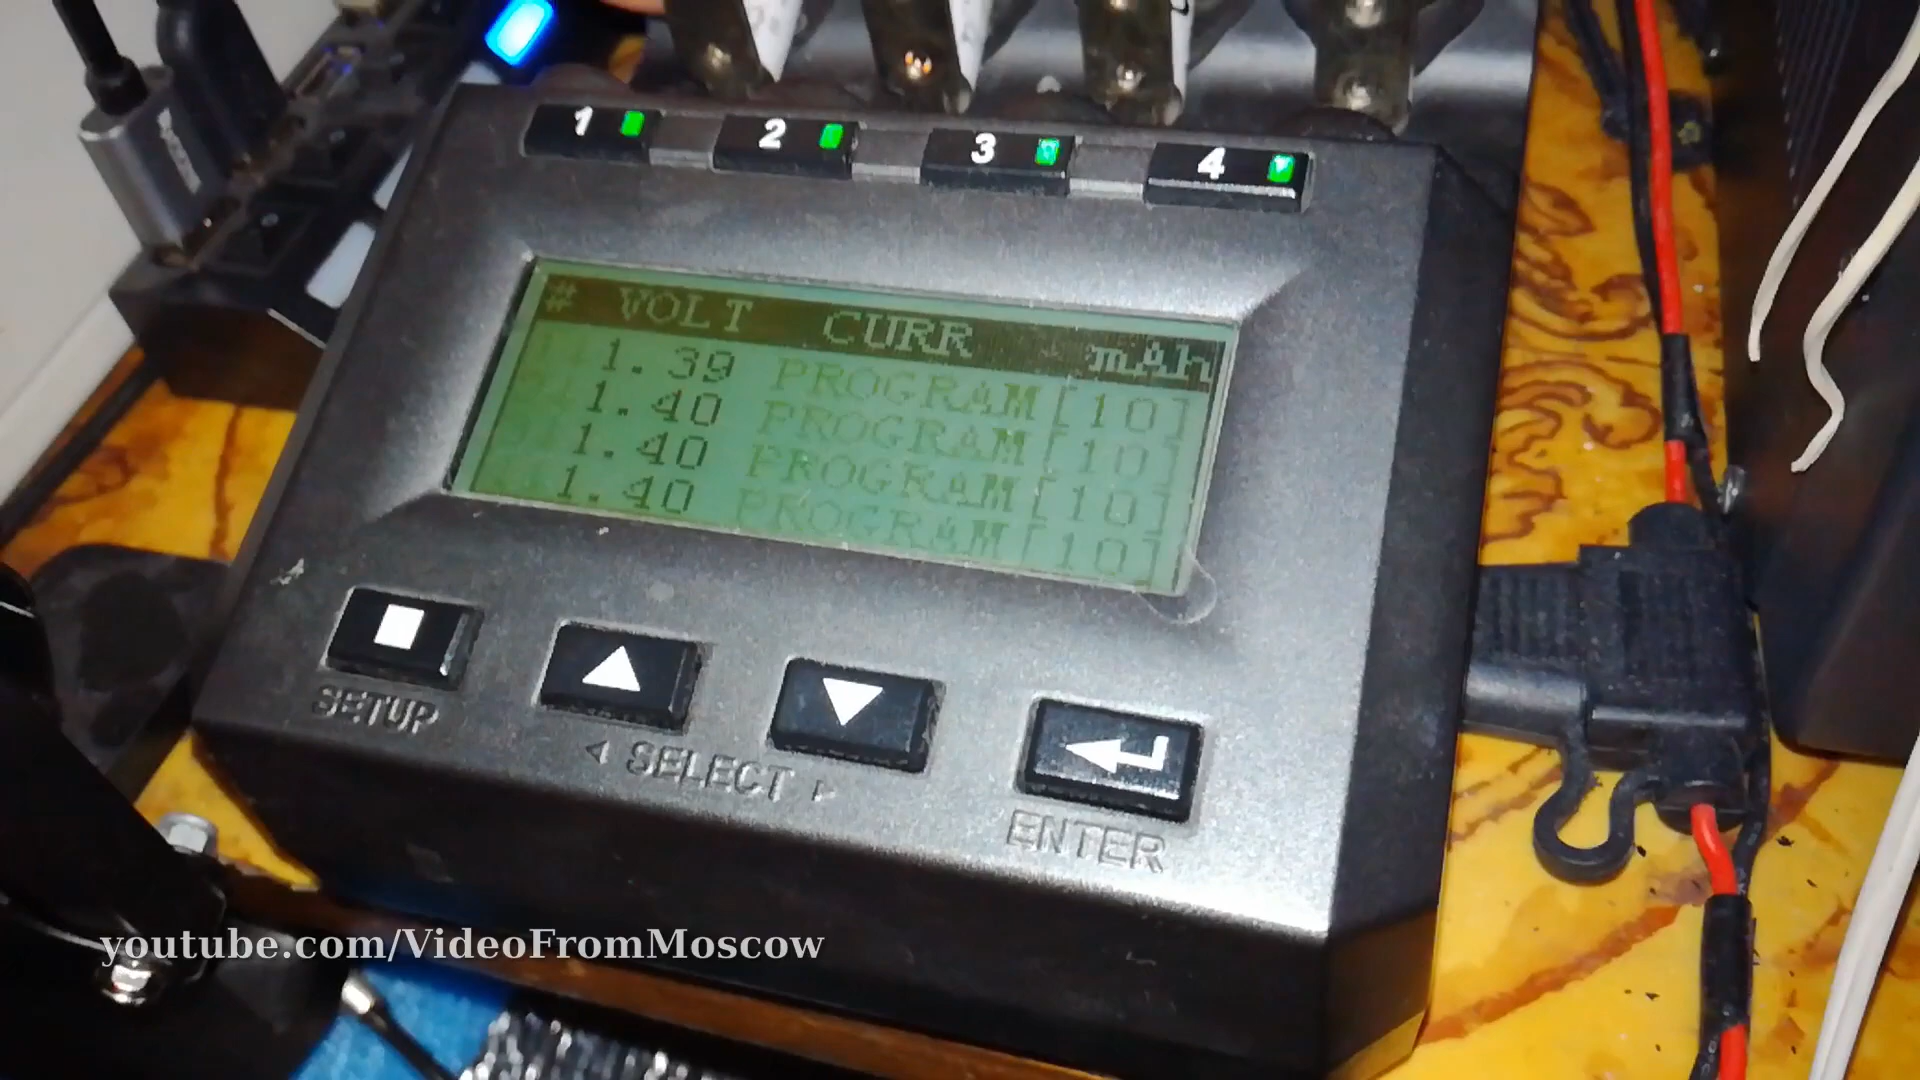 1 2 3 4
# VOLT CURR mAh
1.39 PROGRAM[10]
1.40 PROGRAM[10]
1.40 PROGRAM[10]
1.40 PROGRAM[10]
SETUP
SELECT
ENTER
youtube.com/VideoFromMoscow